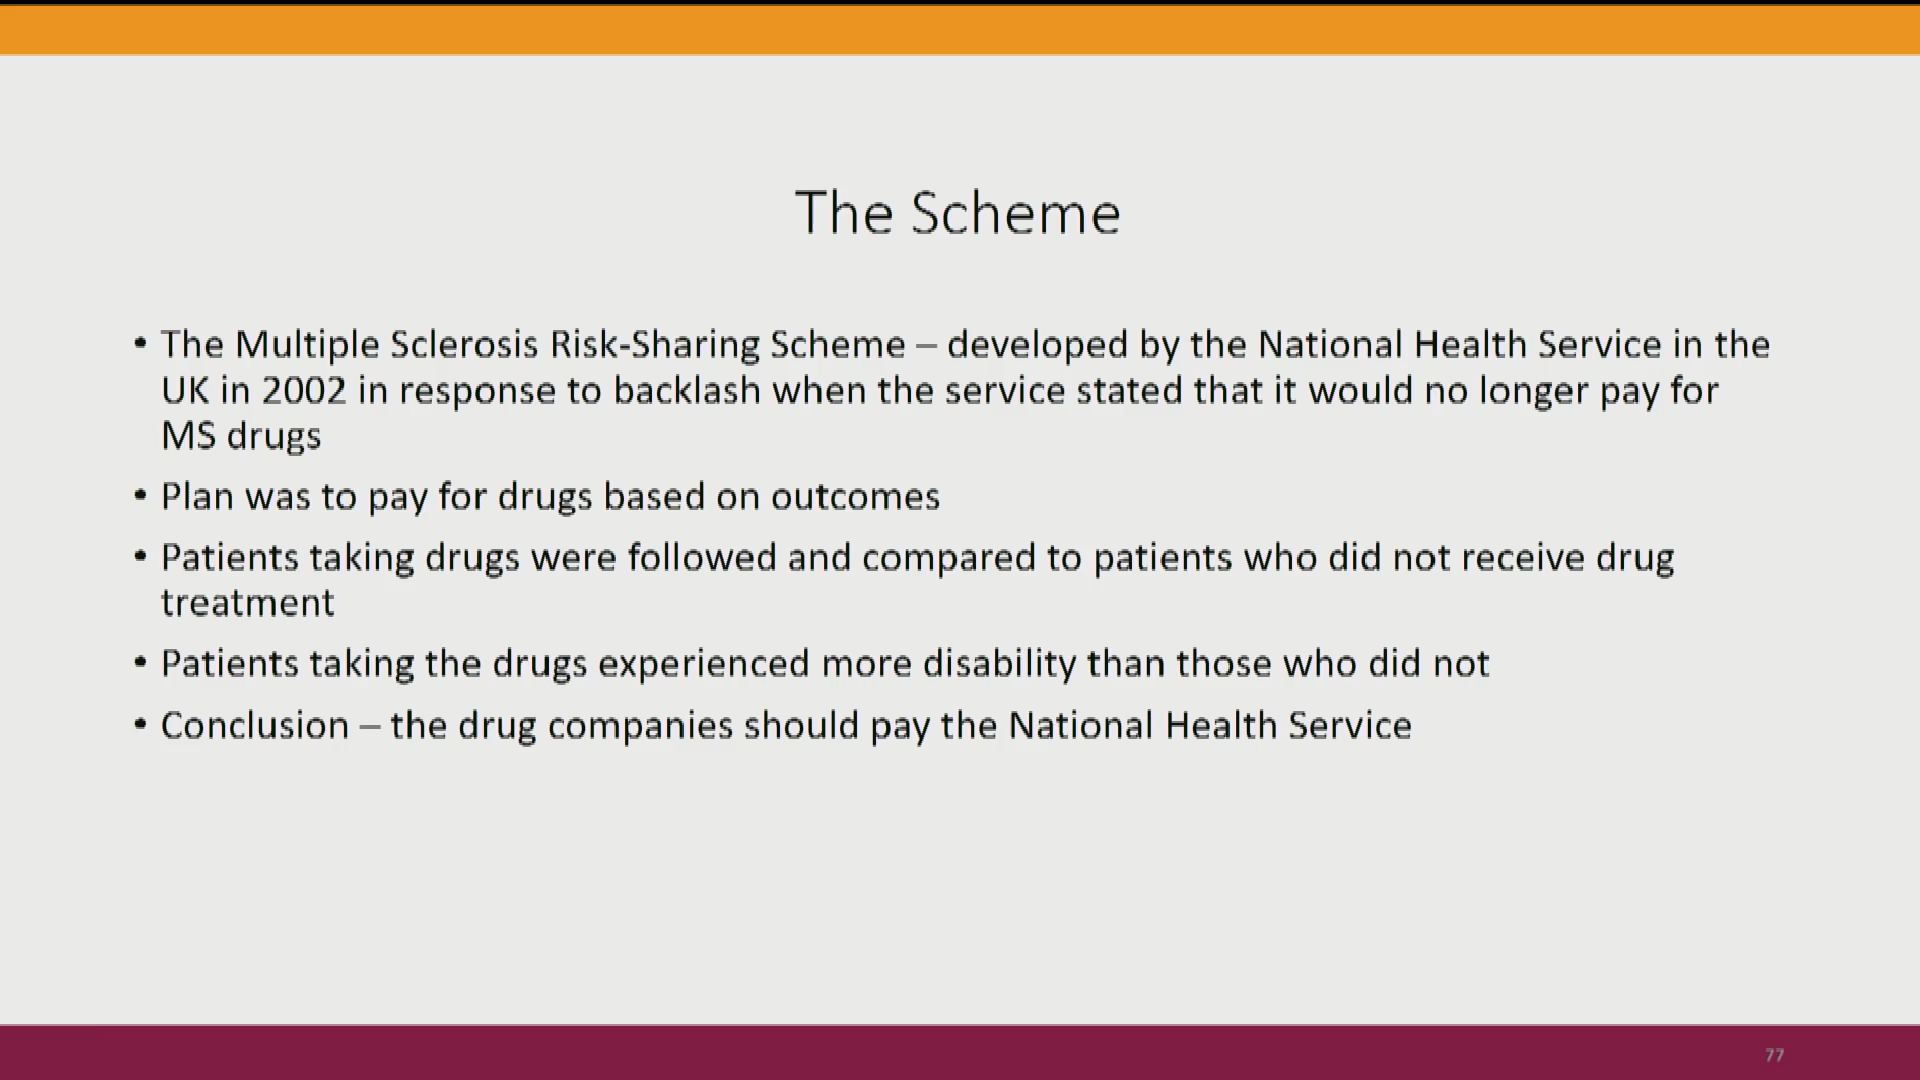 The Scheme
• The Multiple Sclerosis Risk-Sharing Scheme – developed by the National Health Service in the
UK in 2002 in response to backlash when the service stated that it would no longer pay for
MS drugs
• Plan was to pay for drugs based on outcomes
• Patients taking drugs were followed and compared to patients who did not receive drug
treatment
• Patients taking the drugs experienced more disability than those who did not
• Conclusion – the drug companies should pay the National Health Service
77